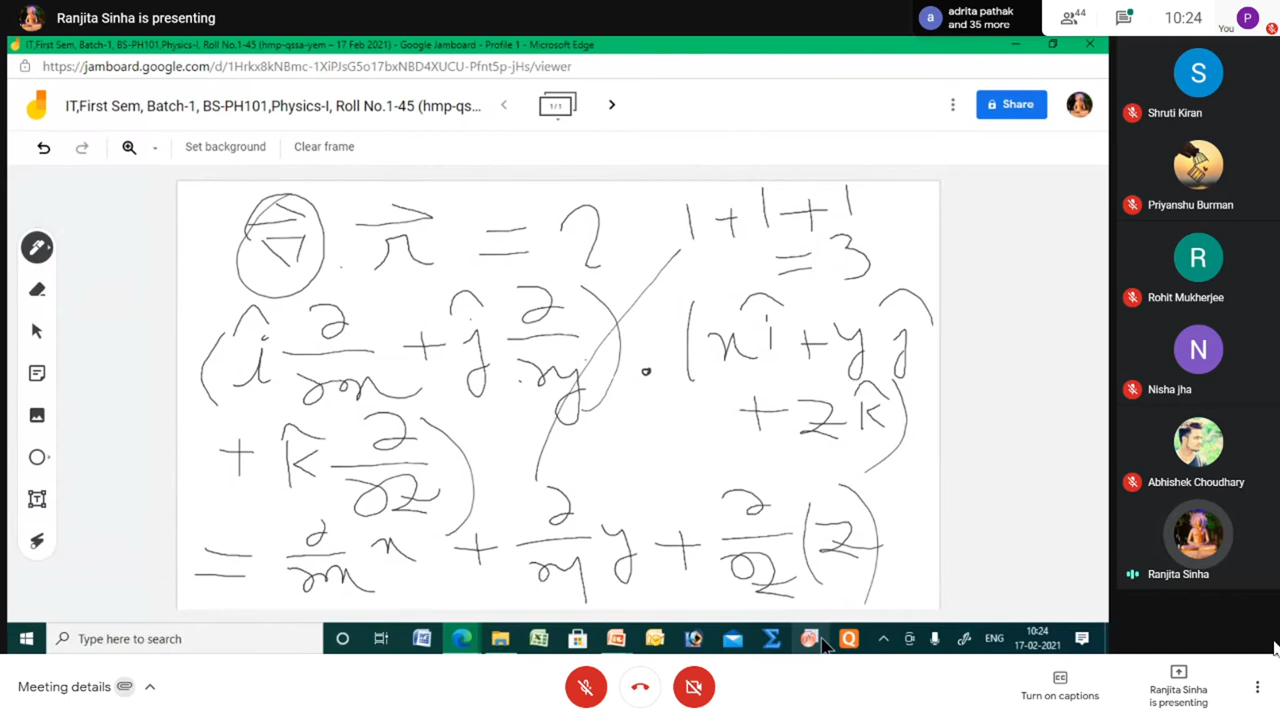 Ranjita Sinha is presenting
adrita pathak
and 35 more
44
10:24
P
You
IT,First Sem, Batch-1, BS-PH101,Physics-I, Roll No.1-45 (hmp-qssa-yem – 17 Feb 2021) - Google Jamboard - Profile 1 - Microsoft Edge
https://jamboard.google.com/d/1Hrkx8kNBmc-1XiPJsG5o17bxNBD4XUCU-Pfnt5p-jHs/viewer
IT,First Sem, Batch-1, BS-PH101,Physics-I, Roll No.1-45 (hmp-qs...
1/1
Share
Set background
Clear frame
∇⃗ . r⃗ = ? 1+1+1
= 3
(î ∂/∂x + ĵ ∂/∂y) . (xî + yĵ
+ zk̂)
+ k̂ ∂/∂z)
= ∂/∂x x + ∂/∂y y + ∂/∂z (z)
S
Shruti Kiran
Priyanshu Burman
R
Rohit Mukherjee
N
Nisha jha
Abhishek Choudhary
Ranjita Sinha
Type here to search
ENG
10:24
17-02-2021
Meeting details
Turn on captions
Ranjita Sinha
is presenting